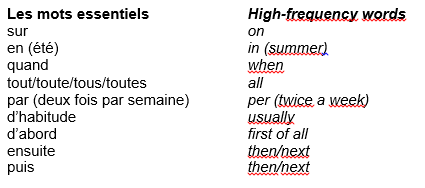 Les mots essentiels High-frequency words
sur on
en (été) in (summer)
quand when
tout/toute/tous/toutes all
par (deux fois par semaine) per (twice a week)
d’habitude usually
d’abord first of all
ensuite then/next
puis then/next